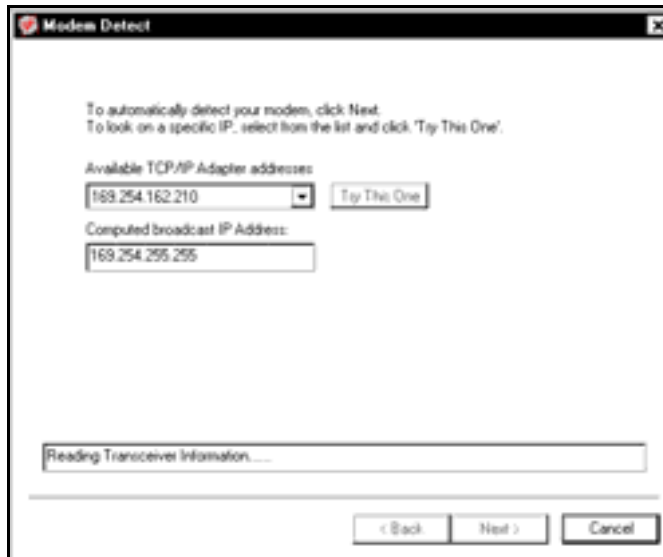 Modem Detect
To automatically detect your modem, click Next.
To look on a specific IP, select from the list and click 'Try This One'.
Available TCP/IP Adapter addresses
169.254.162.210
Try This One
Computed broadcast IP Address:
169.254.255.255
Reading Transceiver Information......
< Back
Next >
Cancel